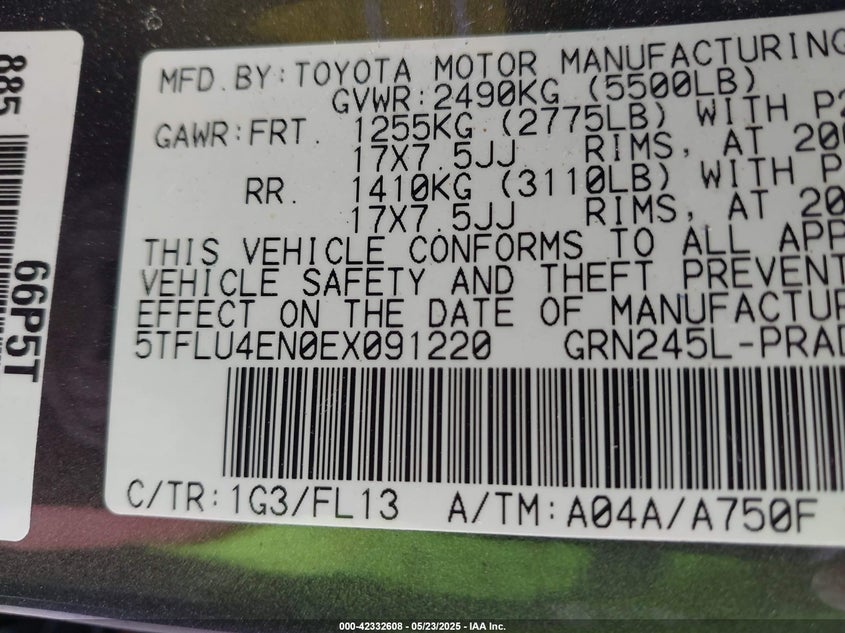 885
66P5T
MFD. BY: TOYOTA MOTOR MANUFACTURING
GVWR: 2490KG (5500LB)
GAWR: FRT. 1255KG (2775LB) WITH P2
17X7.5JJ RIMS, AT 20
RR. 1410KG (3110LB) WITH P
17X7.5JJ RIMS, AT 20
THIS VEHICLE CONFORMS TO ALL APP
VEHICLE SAFETY AND THEFT PREVENT
EFFECT ON THE DATE OF MANUFACTUR
5TFLU4EN0EX091220 GRN245L-PRAD
C/TR: 1G3/FL13 A/TM: A04A/A750F
000-42332608 - 05/23/2025 - IAA Inc.